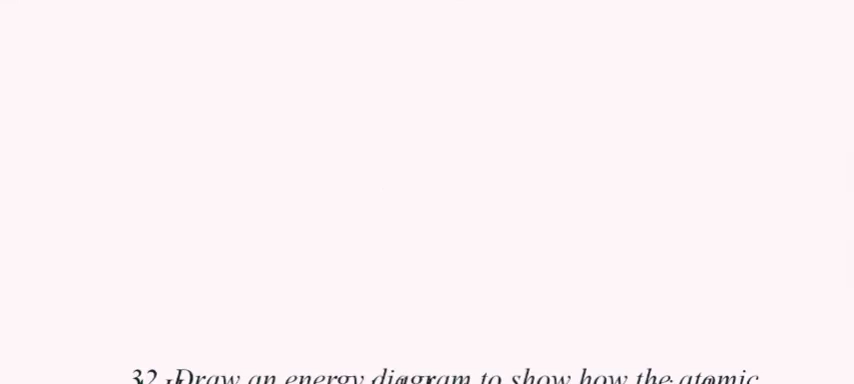 32. Draw an energy diagram to show how the atomic